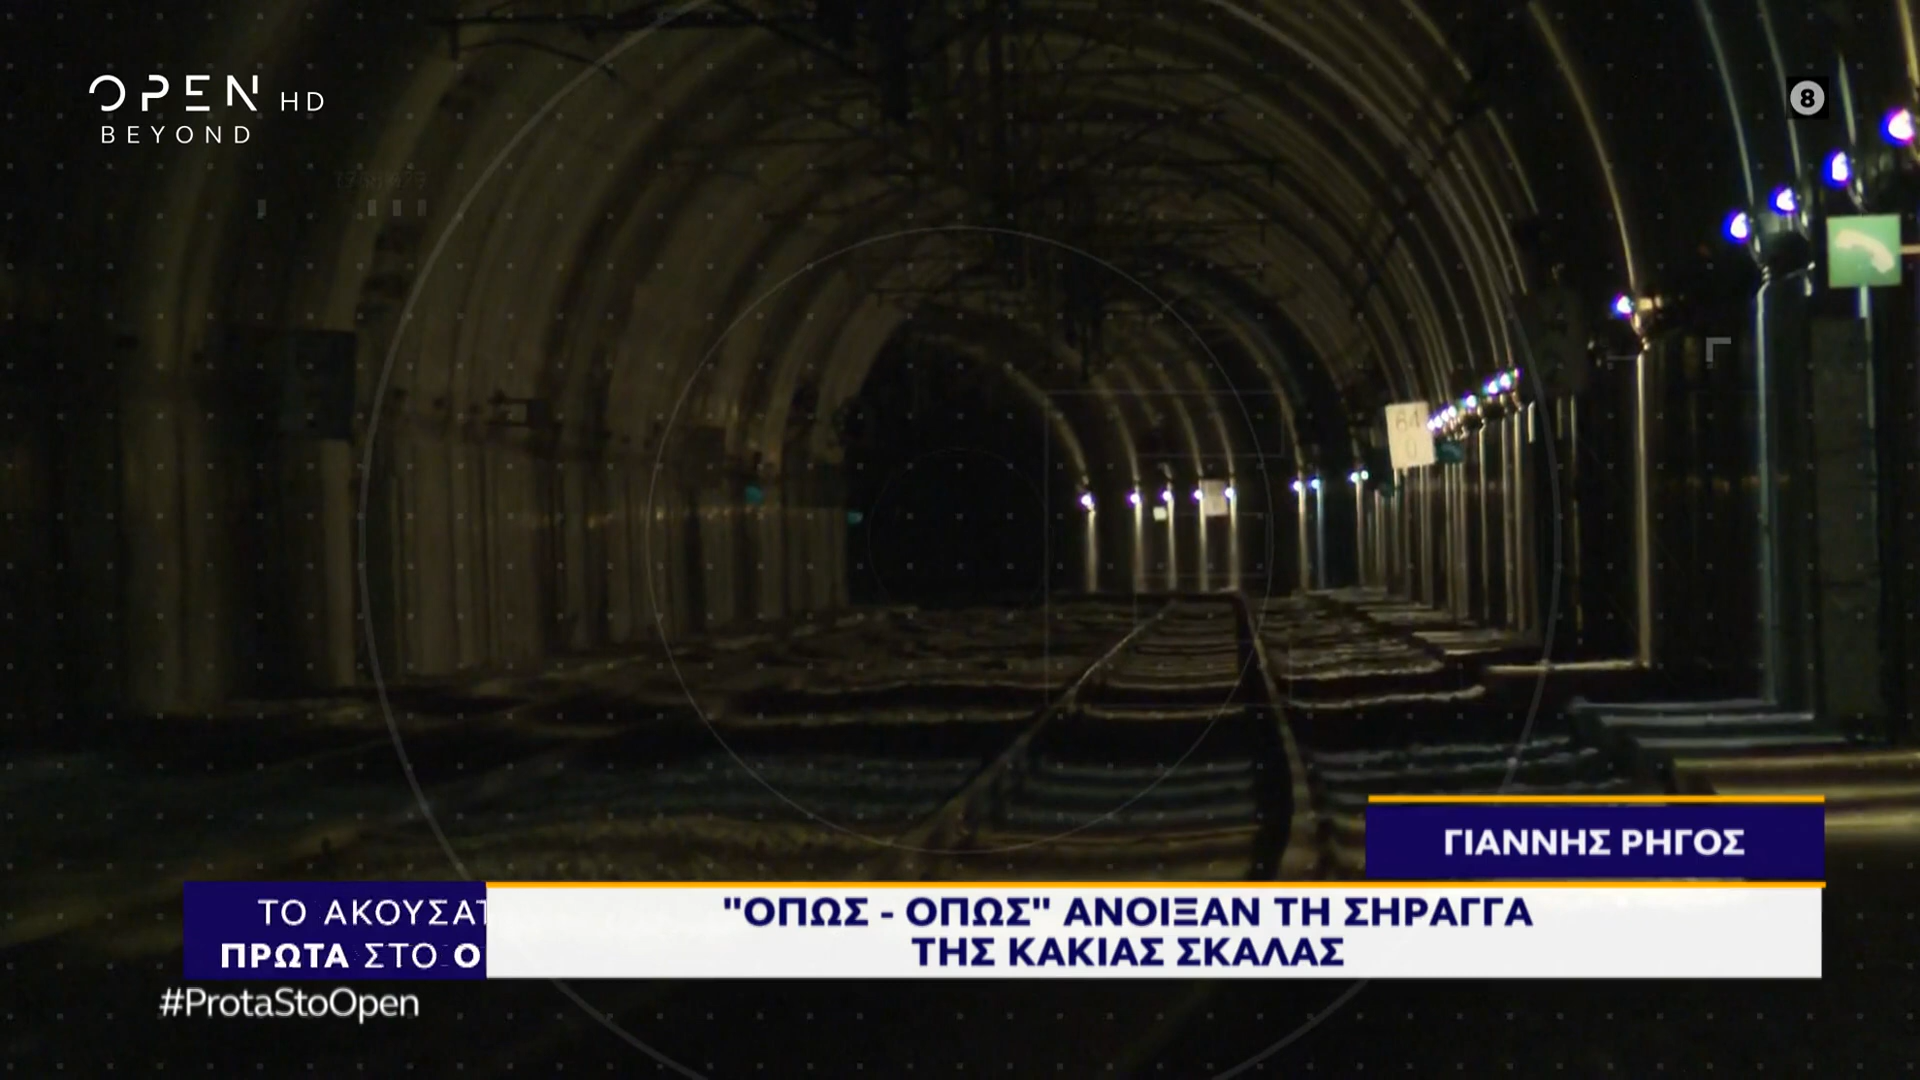 OPEN HD
BEYOND
8
ΓΙΑΝΝΗΣ ΡΗΓΟΣ
ΤΟ ΑΚΟΥΣΑΤ
ΠΡΩΤΑ ΣΤΟ Ο
"ΟΠΩΣ - ΟΠΩΣ" ΑΝΟΙΞΑΝ ΤΗ ΣΗΡΑΓΓΑ
ΤΗΣ ΚΑΚΙΑΣ ΣΚΑΛΑΣ
#ProtaStoOpen